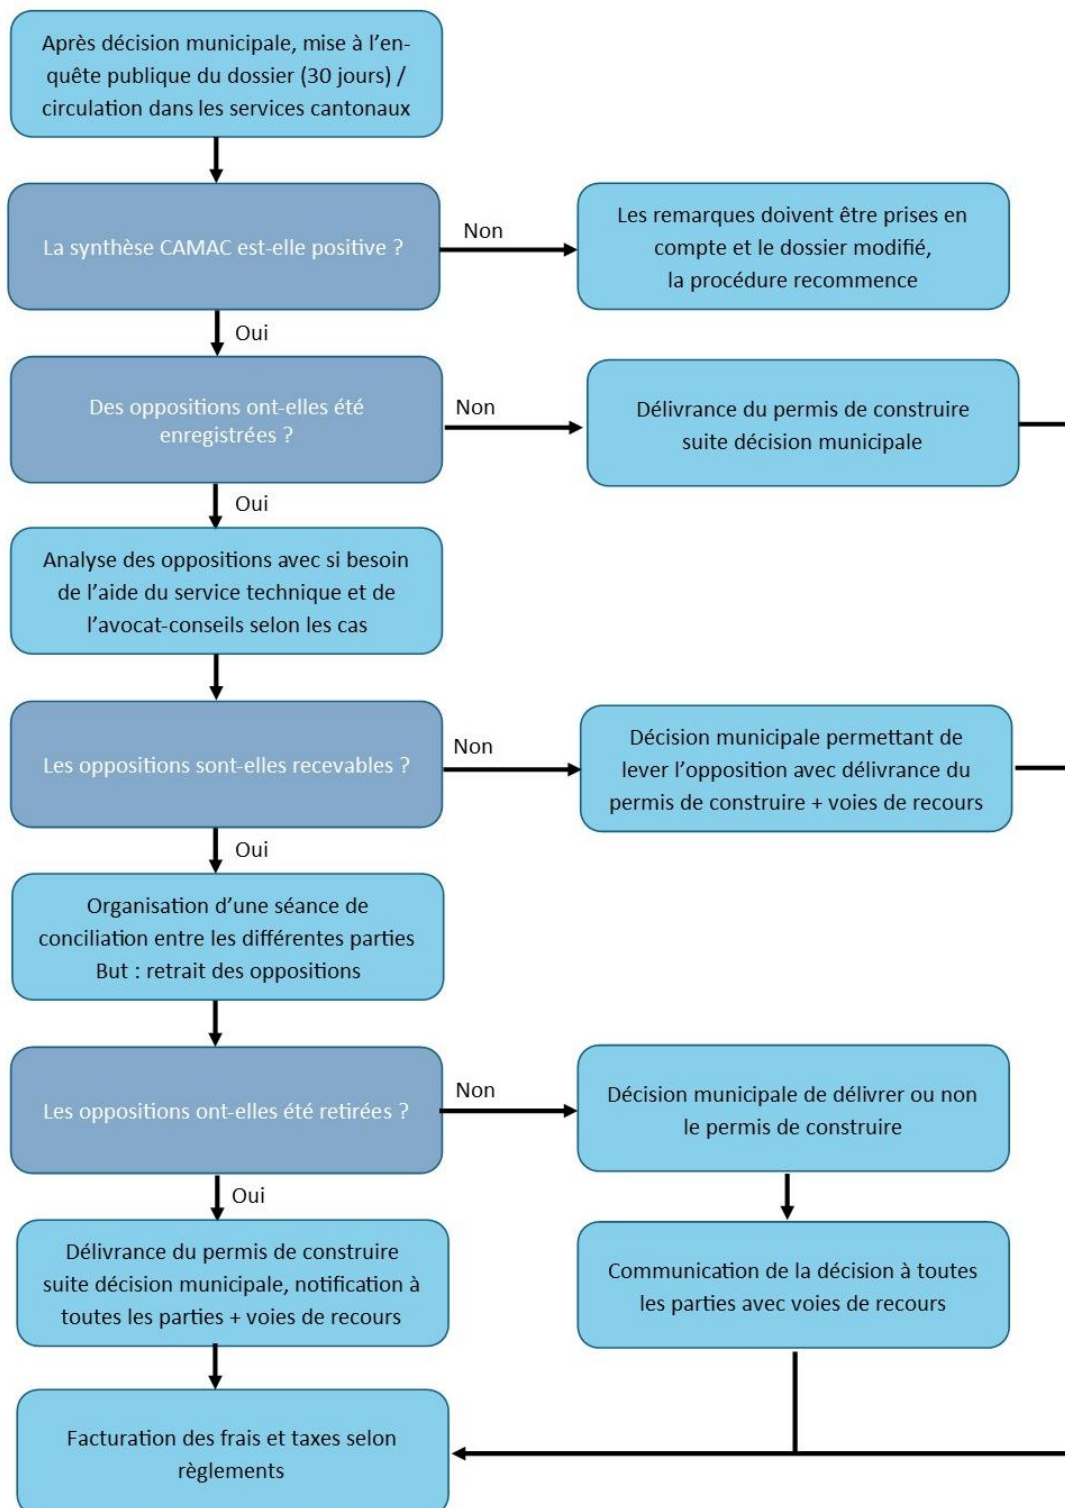 Après décision municipale, mise à l'en-
quête publique du dossier (30 jours) /
circulation dans les services cantonaux
La synthèse CAMAC est-elle positive ?
Non
Les remarques doivent être prises en
compte et le dossier modifié,
la procédure recommence
Oui
Des oppositions ont-elles été
enregistrées ?
Non
Délivrance du permis de construire
suite décision municipale
Oui
Analyse des oppositions avec si besoin
de l'aide du service technique et de
l'avocat-conseils selon les cas
Les oppositions sont-elles recevables ?
Non
Décision municipale permettant de
lever l'opposition avec délivrance du
permis de construire + voies de recours
Oui
Organisation d'une séance de
conciliation entre les différentes parties
But : retrait des oppositions
Les oppositions ont-elles été retirées ?
Non
Décision municipale de délivrer ou non
le permis de construire
Oui
Délivrance du permis de construire
suite décision municipale, notification à
toutes les parties + voies de recours
Communication de la décision à toutes
les parties avec voies de recours
Facturation des frais et taxes selon
règlements